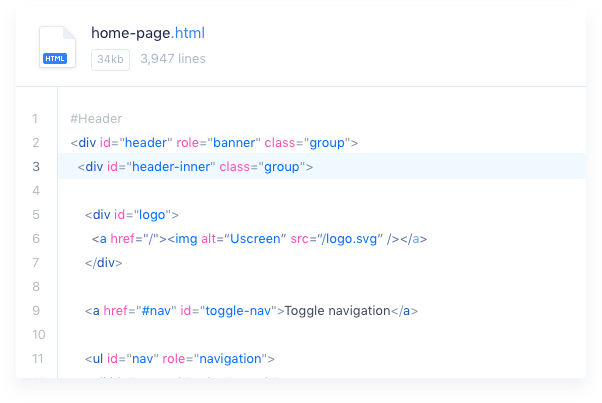 home-page.html
HTML
34kb 3,947 lines
1 #Header
2 <div id="header" role="banner" class="group">
3 <div id="header-inner" class="group">
4
5 <div id="logo">
6 <a href="/"><img alt=“Uscreen” src=“/logo.svg” /></a>
7 </div>
8
9 <a href="#nav" id="toggle-nav">Toggle navigation</a>
10
11 <ul id="nav" role="navigation">